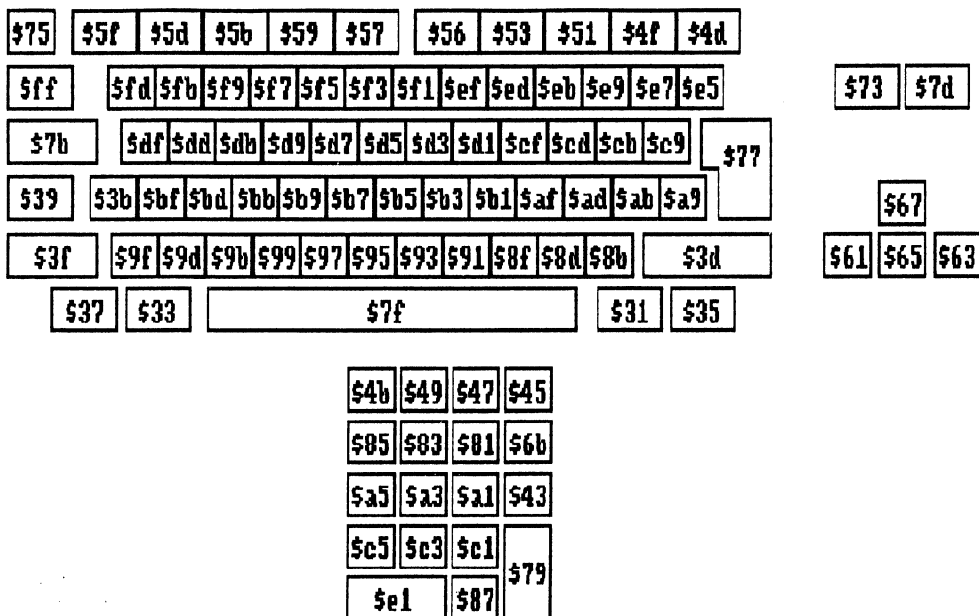 $75 $5f $5d $5b $59 $57 $56 $53 $51 $4f $4d
$ff $fd $fb $f9 $f7 $f5 $f3 $f1 $ef $ed $eb $e9 $e7 $e5 $73 $7d
$7b $df $dd $db $d9 $d7 $d5 $d3 $d1 $cf $cd $cb $c9 $77
$39 $3b $bf $bd $bb $b9 $b7 $b5 $b3 $b1 $af $ad $ab $a9 $67
$3f $9f $9d $9b $99 $97 $95 $93 $91 $8f $8d $8b $3d $61 $65 $63
$37 $33 $7f $31 $35
$4b $49 $47 $45
$85 $83 $81 $6b
$a5 $a3 $a1 $43
$c5 $c3 $c1 $79
$e1 $87